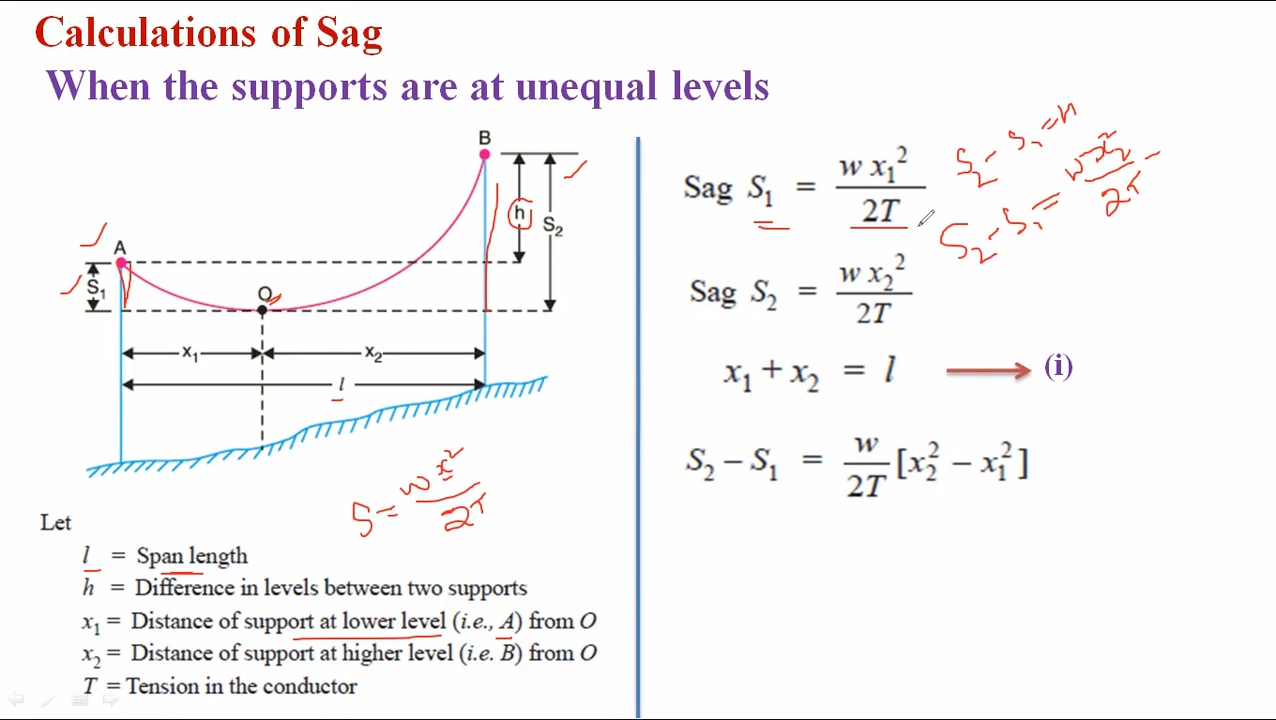 Calculations of Sag
When the supports are at unequal levels
B
h
S₂
A
S₁
O
x₁
x₂
l
S = wx²/2T
Let
l = Span length
h = Difference in levels between two supports
x₁ = Distance of support at lower level (i.e., A) from O
x₂ = Distance of support at higher level (i.e. B) from O
T = Tension in the conductor
Sag S₁ = w x₁²/2T
S₂ - S₁ = h
S₂ - S₁ = wx₂²/2T -
Sag S₂ = w x₂²/2T
x₁ + x₂ = l (i)
S₂ – S₁ = w/2T [x₂² – x₁²]